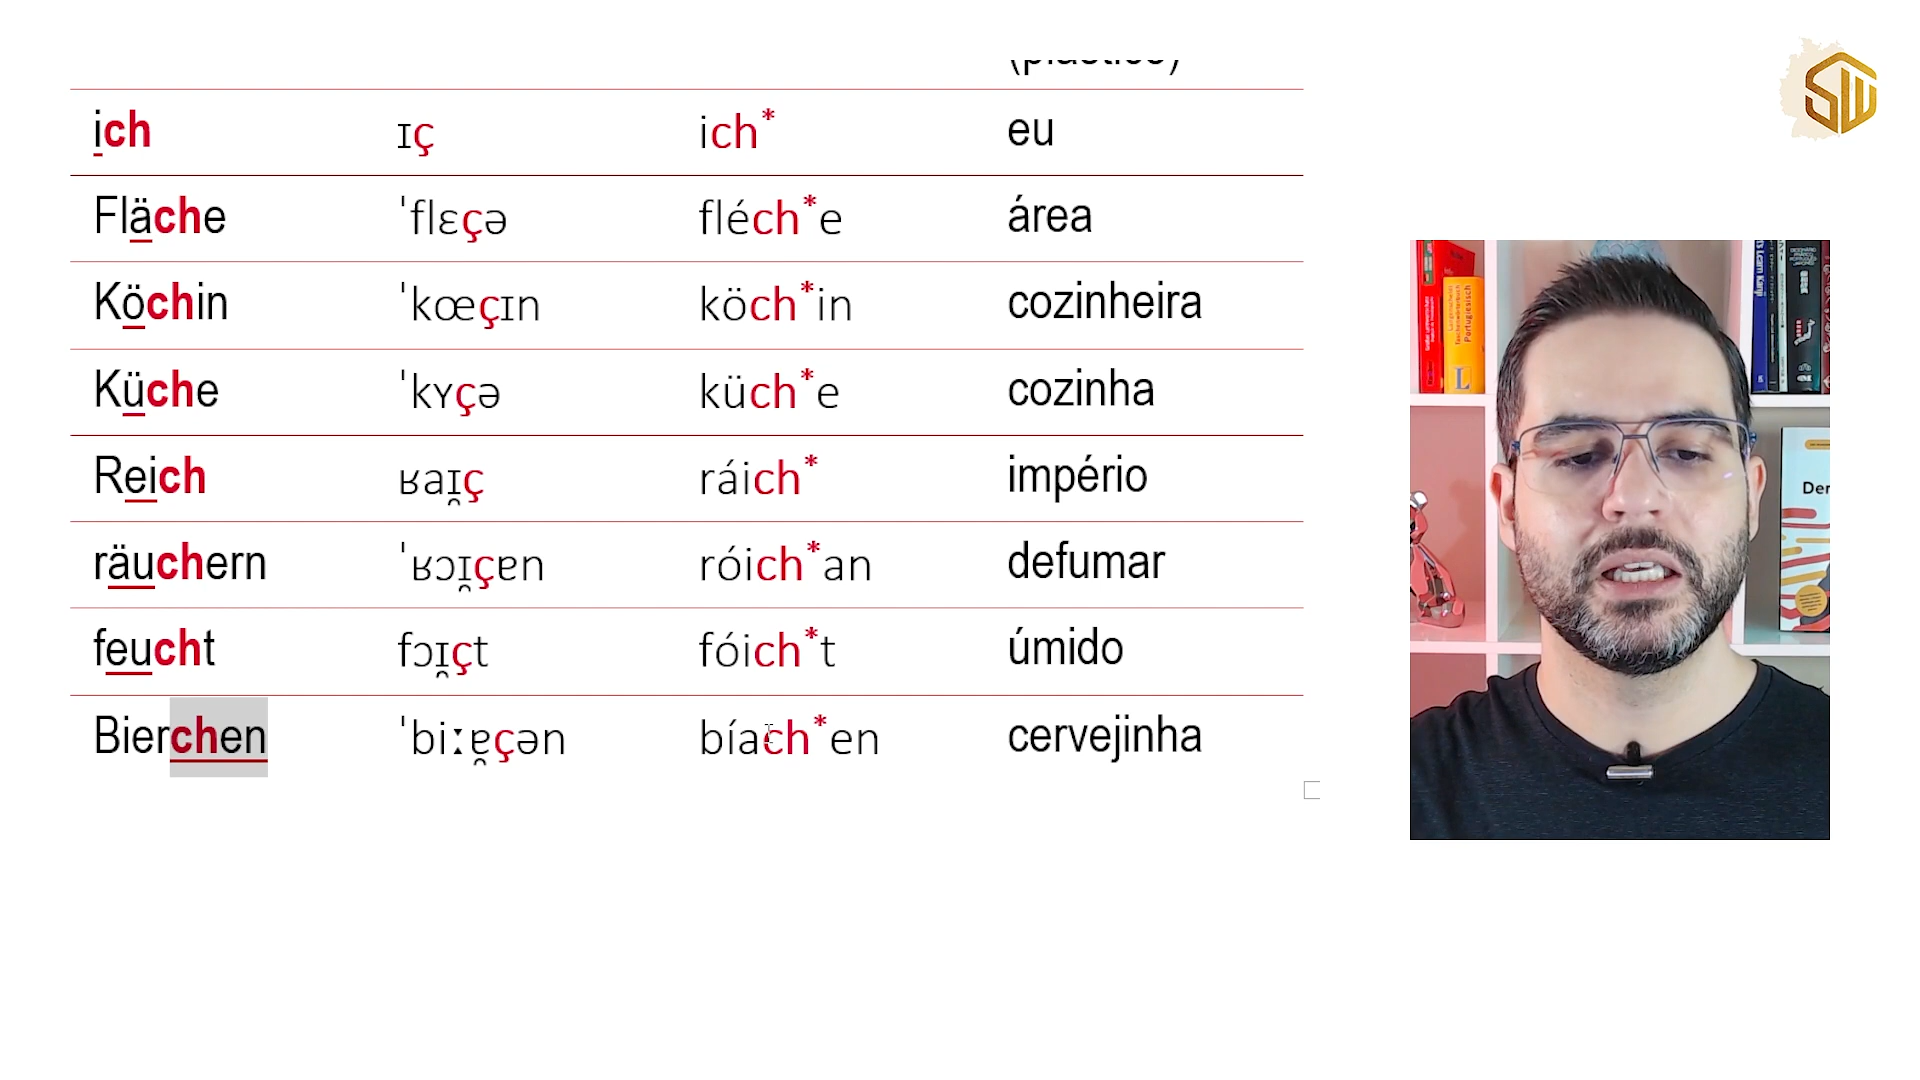 ich ɪç ich* eu
Fläche ˈflɛçə fléch*e área
Köchin ˈkœçɪn köch*in cozinheira
Küche ˈkʏçə küch*e cozinha
Reich ʁaɪ̯ç ráich* império
räuchern ˈʁɔɪ̯çɐn róich*an defumar
feucht fɔɪ̯çt fóich*t úmido
Bierchen ˈbiːɐ̯çən bíach*en cervejinha
Portugiesisch
L
Der